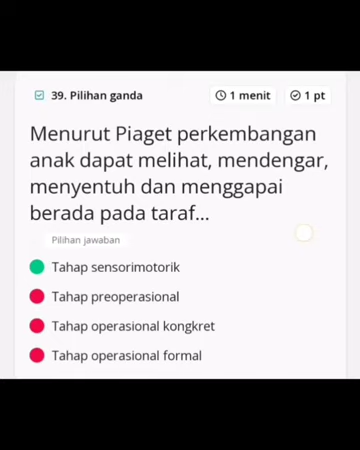 39. Pilihan ganda
1 menit
1 pt
Menurut Piaget perkembangan
anak dapat melihat, mendengar,
menyentuh dan menggapai
berada pada taraf...
Pilihan jawaban
Tahap sensorimotorik
Tahap preoperasional
Tahap operasional kongkret
Tahap operasional formal